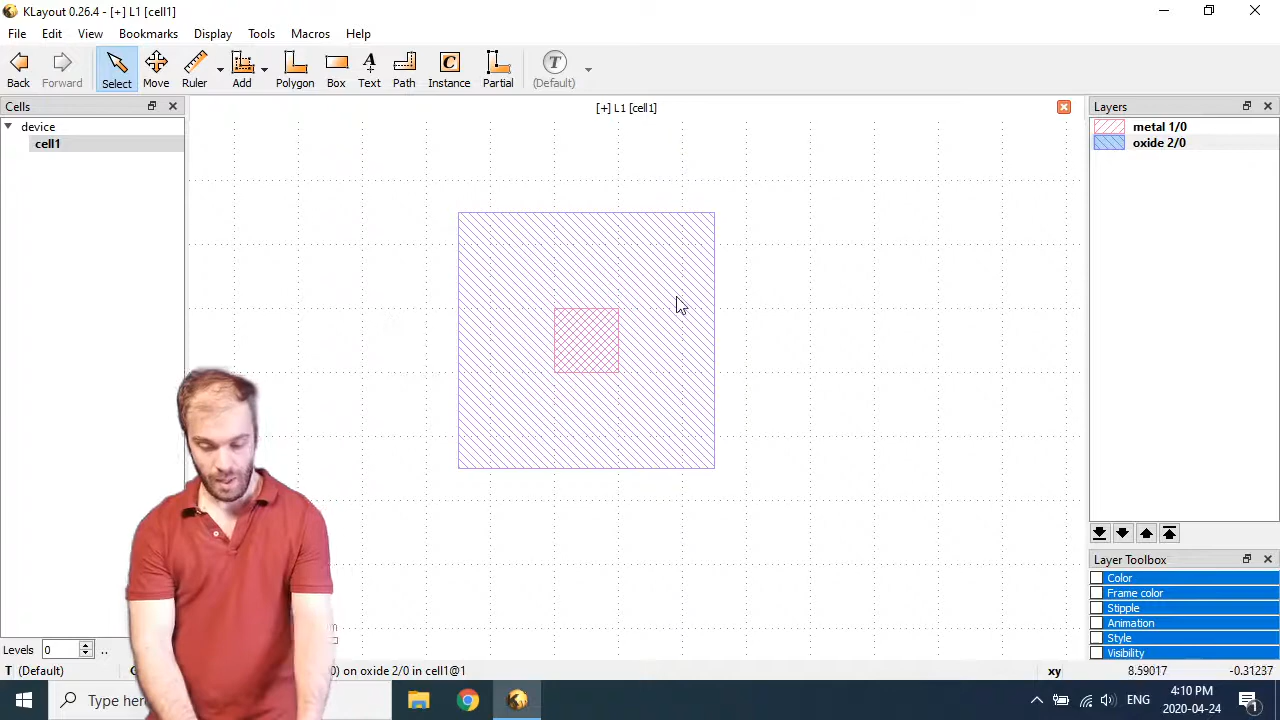 KLayout 0.26.4 - [+] L1 [cell1]
File Edit View Bookmarks Display Tools Macros Help
Back Forward Select Move Ruler Add Polygon Box Text Path Instance Partial (Default)
Cells
[+] L1 [cell1]
Layers
device
cell1
metal 1/0
oxide 2/0
Layer Toolbox
Color
Frame color
Stipple
Animation
Style
Visibility
Levels 0 ..
T (Default) on oxide 2/0 in cell1@1 xy 8.59017 -0.31237
Type here
ENG
4:10 PM
2020-04-24
1